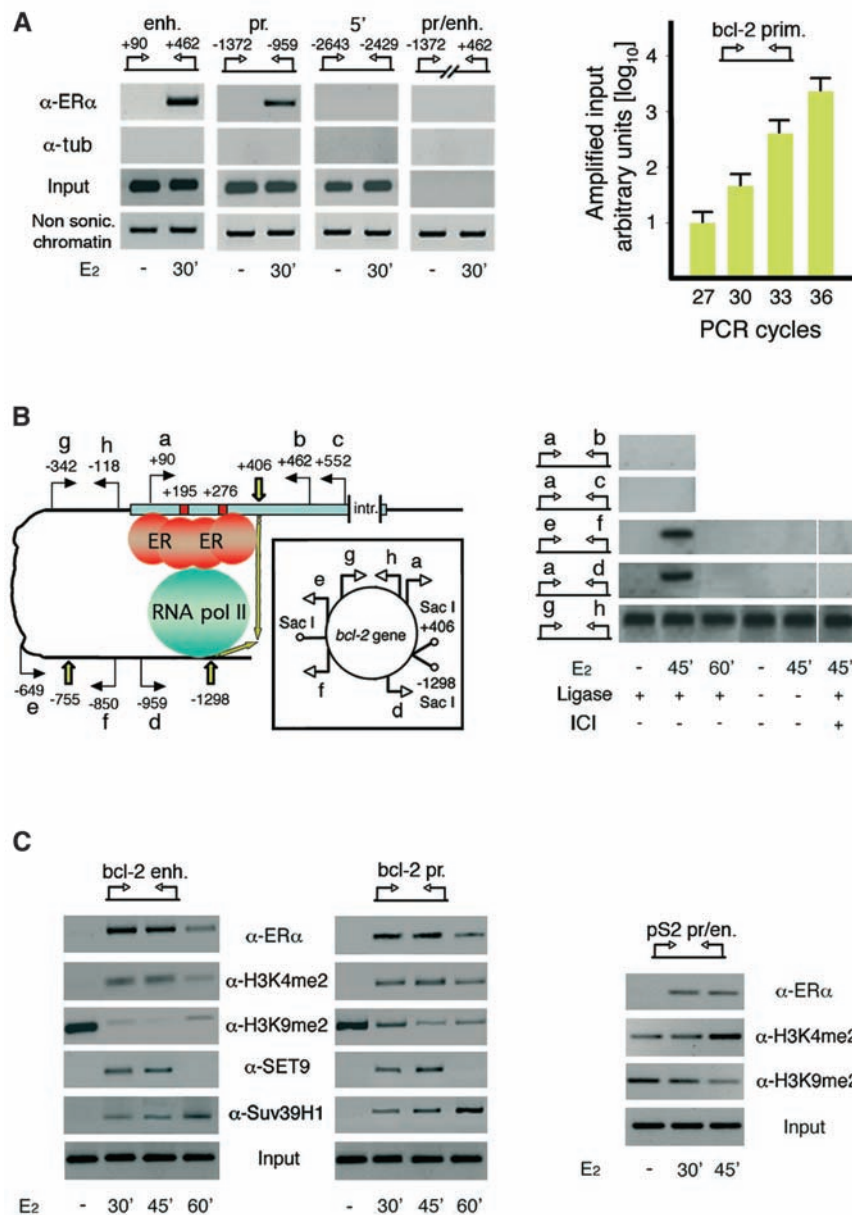 A
enh. pr. 5' pr/enh.
+90 +462 -1372 -959 -2643 -2429 -1372 +462
α-ERα
α-tub
Input
Non sonic.
chromatin
E2 - 30' - 30' - 30' - 30'
bcl-2 prim.
Amplified input
arbitrary units [log10]
4
3
2
1
27 30 33 36
PCR cycles
B
g h a b c
-342 -118 +90 +406 +462 +552
+195 +276
intr.
ER ER
RNA pol II
-649 -755 -850 -959 -1298
e f d
g h a
e
Sac I
+406
Sac I
bcl-2 gene
-1298
f
d
Sac I
a b
a c
e f
a d
g h
E2 - 45' 60' - 45' 45'
Ligase + + + - - +
ICI - - - - - +
C
bcl-2 enh. bcl-2 pr.
α-ERα
α-H3K4me2
α-H3K9me2
α-SET9
α-Suv39H1
Input
E2 - 30' 45' 60' - 30' 45' 60'
pS2 pr/en.
α-ERα
α-H3K4me2
α-H3K9me2
Input
E2 - 30' 45'